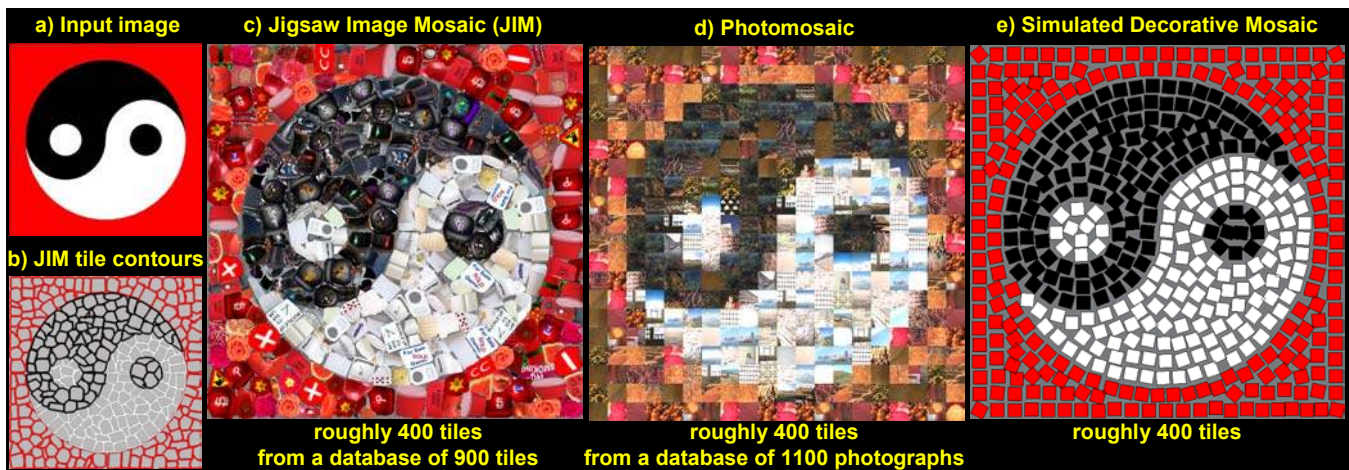 a) Input image
c) Jigsaw Image Mosaic (JIM)
d) Photomosaic
e) Simulated Decorative Mosaic
b) JIM tile contours
roughly 400 tiles
from a database of 900 tiles
roughly 400 tiles
from a database of 1100 photographs
roughly 400 tiles